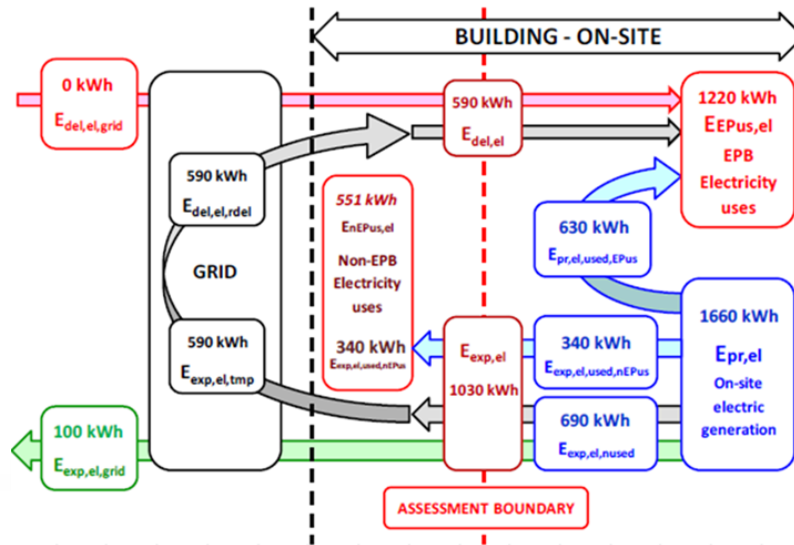 BUILDING - ON-SITE
0 kWh
Edel,el,grid
590 kWh
Edel,el
1220 kWh
EEPus,el
EPB
Electricity
uses
590 kWh
Edel,el,rdel
551 kWh
EnEPus,el
Non-EPB
Electricity
uses
340 kWh
Eexp,el,used,nEPus
630 kWh
Epr,el,used,EPus
GRID
590 kWh
Eexp,el,tmp
Eexp,el
1030 kWh
340 kWh
Eexp,el,used,nEPus
1660 kWh
Epr,el
On-site
electric
generation
690 kWh
Eexp,el,nused
100 kWh
Eexp,el,grid
ASSESSMENT BOUNDARY